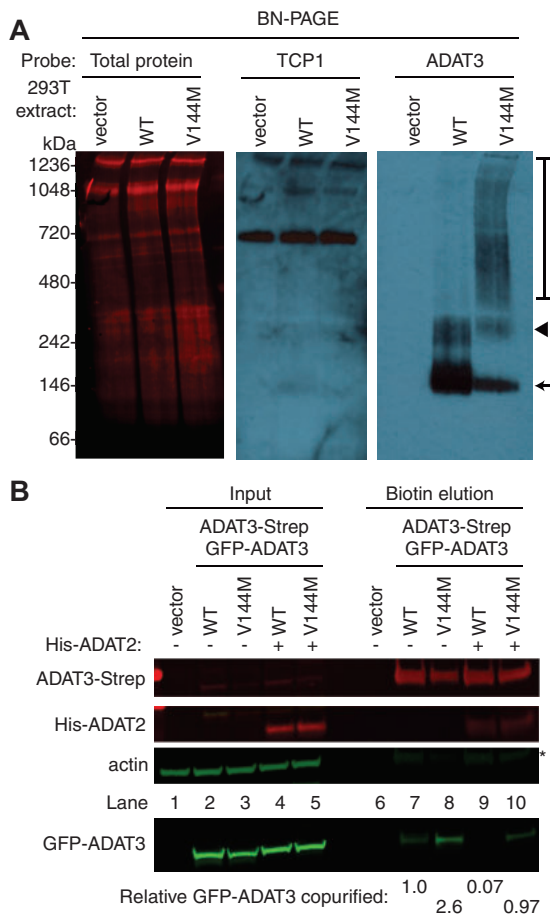 A
BN-PAGE
Probe: Total protein TCP1 ADAT3
293T extract: vector WT V144M vector WT V144M vector WT V144M
kDa
1236-
1048-
720-
480-
242-
146-
66-
B
Input Biotin elution
ADAT3-Strep ADAT3-Strep
GFP-ADAT3 GFP-ADAT3
vector WT V144M WT V144M vector WT V144M WT V144M
His-ADAT2: - - - + + - - - + +
ADAT3-Strep
His-ADAT2
actin *
Lane 1 2 3 4 5 6 7 8 9 10
GFP-ADAT3
Relative GFP-ADAT3 copurified: 1.0 2.6 0.07 0.97